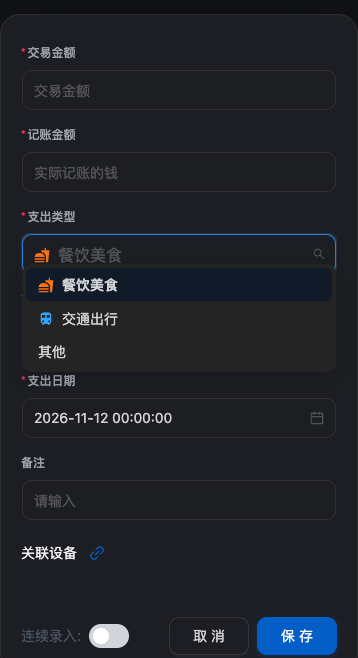 * 交易金额
交易金额
* 记账金额
实际记账的钱
* 支出类型
餐饮美食
餐饮美食
交通出行
其他
* 支出日期
2026-11-12 00:00:00
备注
请输入
关联设备
连续录入:
取 消
保 存